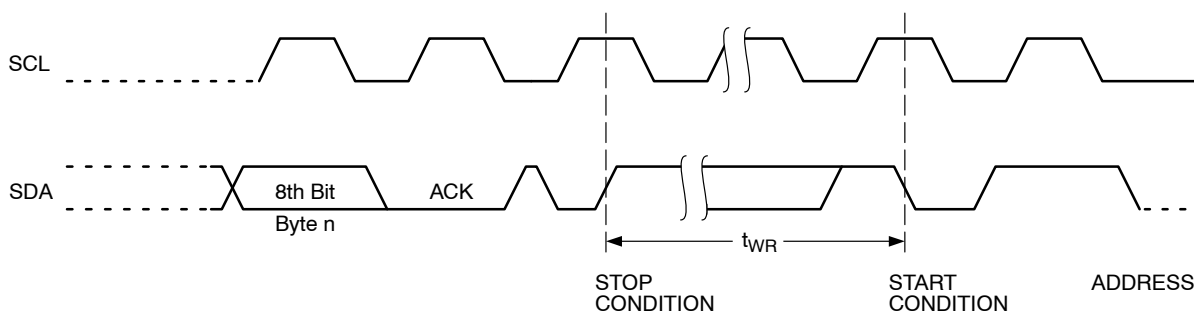 SCL
SDA
8th Bit
ACK
Byte n
tWR
STOP
CONDITION
START
CONDITION
ADDRESS